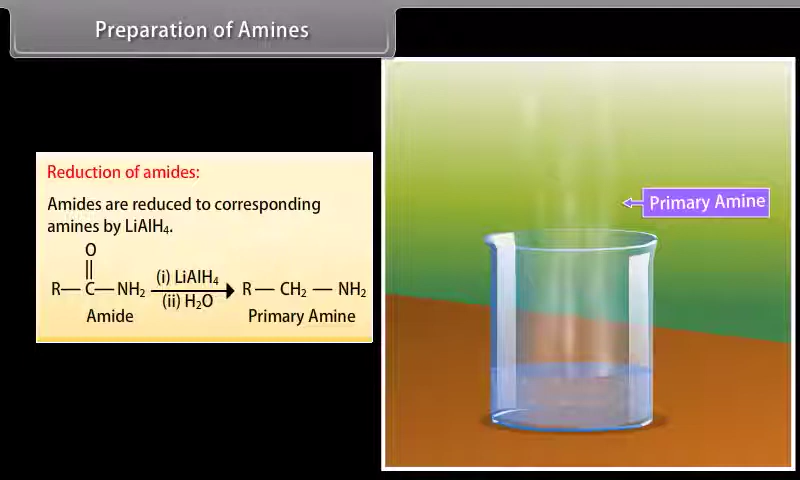 Preparation of Amines
Reduction of amides:
Amides are reduced to corresponding
amines by LiAlH₄.
O
||
R— C— NH₂ (i) LiAlH₄ (ii) H₂O R — CH₂ — NH₂
Amide Primary Amine
Primary Amine